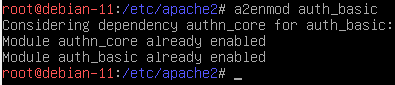 root@debian-11:/etc/apache2# a2enmod auth_basic
Considering dependency authn_core for auth_basic:
Module authn_core already enabled
Module auth_basic already enabled
root@debian-11:/etc/apache2# _